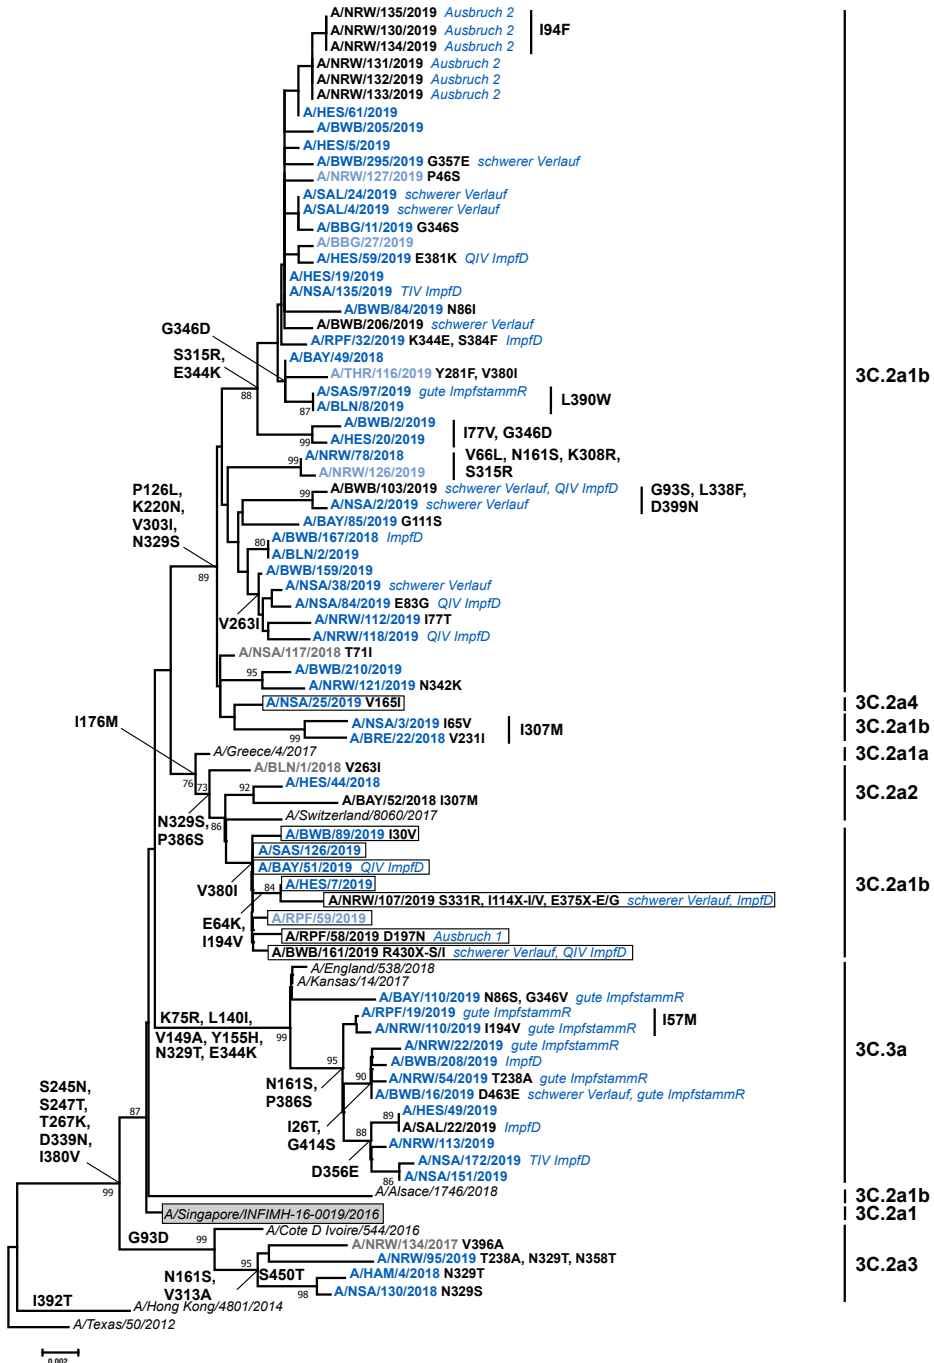 A/NRW/135/2019 Ausbruch 2
A/NRW/130/2019 Ausbruch 2
I94F
A/NRW/134/2019 Ausbruch 2
A/NRW/131/2019 Ausbruch 2
A/NRW/132/2019 Ausbruch 2
A/NRW/133/2019 Ausbruch 2
A/HES/61/2019
A/BWB/205/2019
A/HES/5/2019
A/BWB/295/2019 G357E schwerer Verlauf
A/NRW/127/2019 P46S
A/SAL/24/2019 schwerer Verlauf
A/SAL/4/2019 schwerer Verlauf
A/BBG/11/2019 G346S
A/BBG/27/2019
A/HES/59/2019 E381K QIV ImpfD
A/HES/19/2019
A/NSA/135/2019 TIV ImpfD
A/BWB/84/2019 N86I
A/BWB/206/2019 schwerer Verlauf
G346D
A/RPF/32/2019 K344E, S384F ImpfD
S315R,
E344K
A/BAY/49/2018
A/THR/116/2019 Y281F, V380I
3C.2a1b
88
A/SAS/97/2019 gute ImpfstammR
L390W
87
A/BLN/8/2019
A/BWB/2/2019
I77V, G346D
99
A/HES/20/2019
A/NRW/78/2018
V66L, N161S, K308R,
S315R
99
A/NRW/126/2019
P126L,
K220N,
V303I,
N329S
99
A/BWB/103/2019 schwerer Verlauf, QIV ImpfD
G93S, L338F,
D399N
A/NSA/2/2019 schwerer Verlauf
A/BAY/85/2019 G111S
80
A/BWB/167/2018 ImpfD
A/BLN/2/2019
89
A/BWB/159/2019
A/NSA/38/2019 schwerer Verlauf
A/NSA/84/2019 E83G QIV ImpfD
V263I
A/NRW/112/2019 I77T
A/NRW/118/2019 QIV ImpfD
A/NSA/117/2018 T71I
95
A/BWB/210/2019
A/NRW/121/2019 N342K
A/NSA/25/2019 V165I
3C.2a4
I176M
A/NSA/3/2019 I65V
I307M
3C.2a1b
99
A/BRE/22/2018 V231I
A/Greece/4/2017
3C.2a1a
76
73
A/BLN/1/2018 V263I
92
A/HES/44/2018
3C.2a2
A/BAY/52/2018 I307M
N329S,
P386S
86
A/Switzerland/8060/2017
A/BWB/89/2019 I30V
A/SAS/126/2019
A/BAY/51/2019 QIV ImpfD
V380I
84
A/HES/7/2019
3C.2a1b
A/NRW/107/2019 S331R, I114X-I/V, E375X-E/G schwerer Verlauf, ImpfD
E64K,
I194V
A/RPF/59/2019
A/RPF/58/2019 D197N Ausbruch 1
A/BWB/161/2019 R430X-S/I schwerer Verlauf, QIV ImpfD
A/England/538/2018
A/Kansas/14/2017
A/BAY/110/2019 N86S, G346V gute ImpfstammR
K75R, L140I,
V149A, Y155H,
N329T, E344K
99
A/RPF/19/2019 gute ImpfstammR
I57M
A/NRW/110/2019 I194V gute ImpfstammR
A/NRW/22/2019 gute ImpfstammR
3C.3a
95
A/BWB/208/2019 ImpfD
N161S,
P386S
90
A/NRW/54/2019 T238A gute ImpfstammR
A/BWB/16/2019 D463E schwerer Verlauf, gute ImpfstammR
S245N,
S247T,
T267K,
D339N,
I380V
87
I26T,
G414S
89
A/HES/49/2019
A/SAL/22/2019 ImpfD
88
A/NRW/113/2019
D356E
A/NSA/172/2019 TIV ImpfD
86
A/NSA/151/2019
99
A/Alsace/1746/2018
3C.2a1b
A/Singapore/INFIMH-16-0019/2016
3C.2a1
G93D
99
A/Cote D Ivoire/544/2016
A/NRW/134/2017 V396A
95
A/NRW/95/2019 T238A, N329T, N358T
3C.2a3
N161S,
V313A
S450T
A/HAM/4/2018 N329T
98
A/NSA/130/2018 N329S
I392T
A/Hong Kong/4801/2014
A/Texas/50/2012
0.002